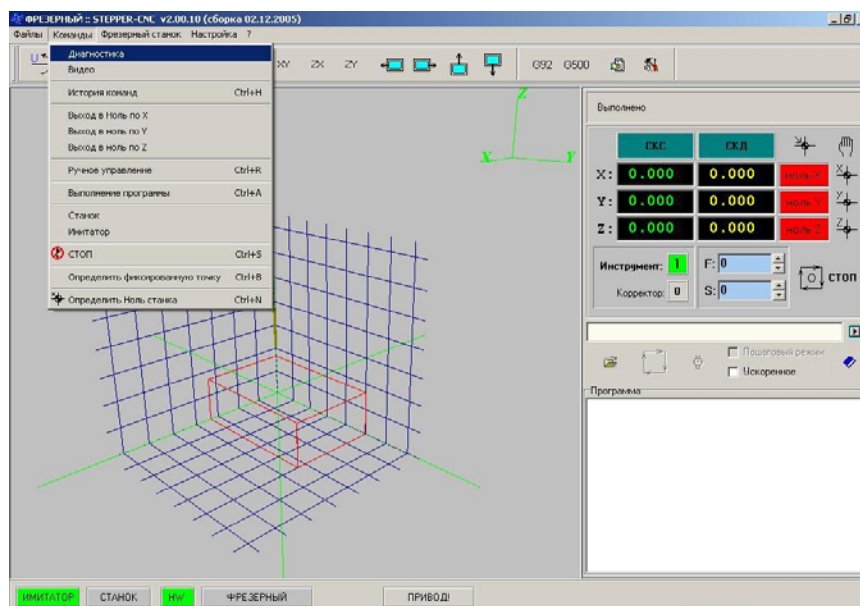 ФРЕЗЕРНЫЙ :: STEPPER-CNC v2.00.10 (сборка 02.12.2005)
Файлы Команды Фрезерный станок Настройка ?
XY ZX ZY G92 G500
Диагностика
Видео
История команд Ctrl+H
Выход в Ноль по X
Выход в ноль по Y
Выход в ноль по Z
Ручное управление Ctrl+R
Выполнение программы Ctrl+A
Станок
Имитатор
СТОП Ctrl+S
Определить фиксированную точку Ctrl+B
Определить Ноль станка Ctrl+N
Z
X Y
Выполнено
СКС СКД
X: 0.000 0.000 ноль X X
Y: 0.000 0.000 ноль Y Y
Z: 0.000 0.000 ноль Z Z
Инструмент: 1 F: 0
Корректор: 0 S: 0
СТОП
Пошаговый режим
Ускоренное
Программа
ИМИТАТОР СТАНОК HW ФРЕЗЕРНЫЙ ПРИВОД!